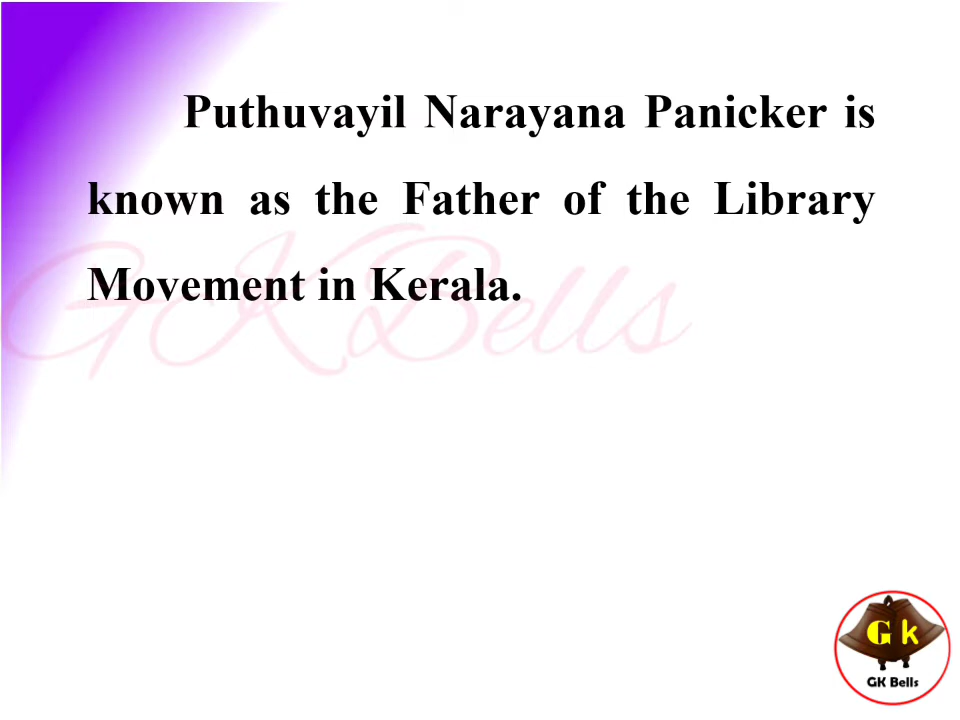 Puthuvayil Narayana Panicker is
known as the Father of the Library
Movement in Kerala.
GK Bells
G k
GK Bells